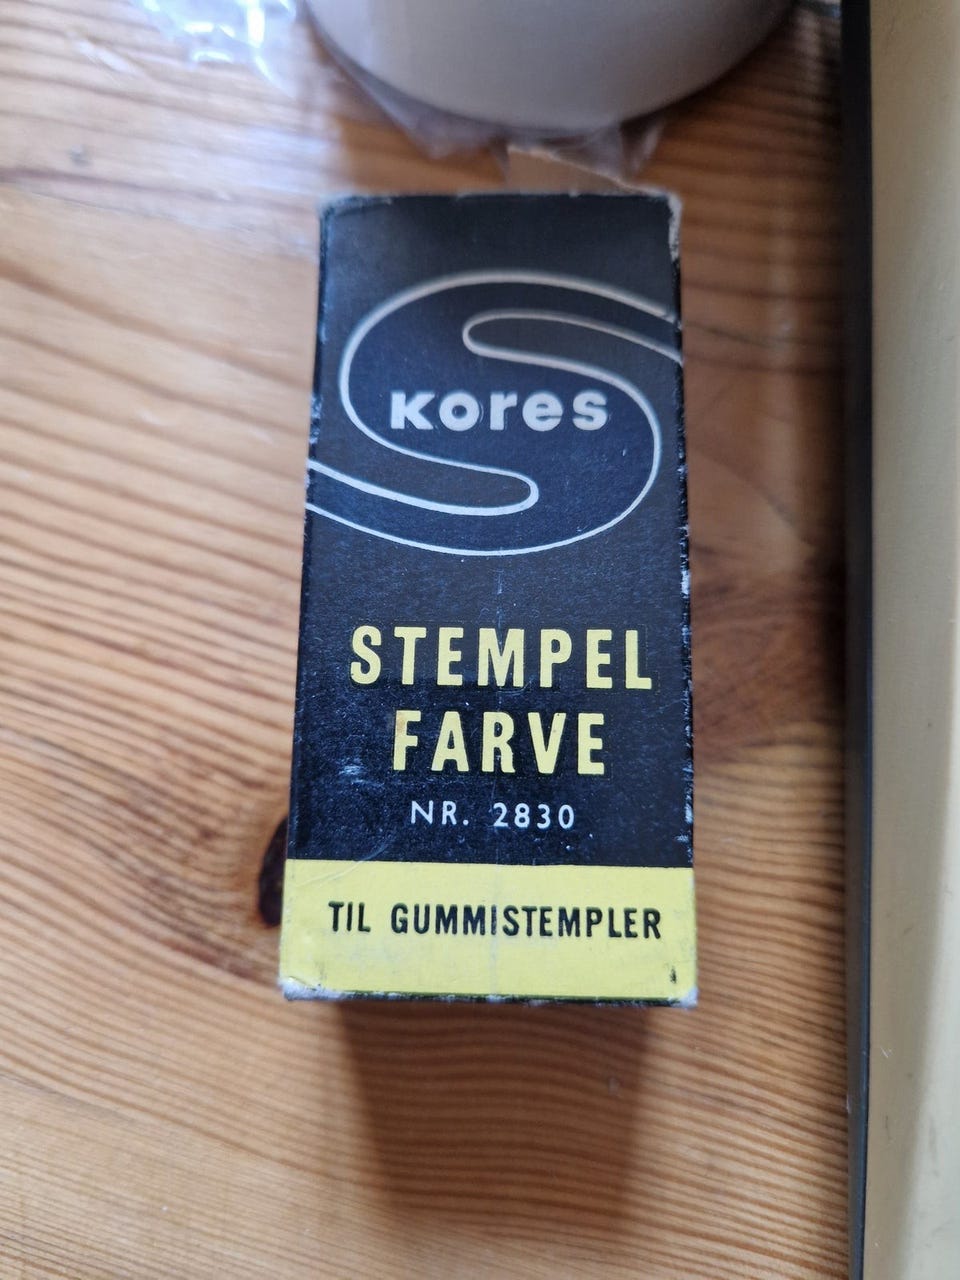 Kores
STEMPEL
FARVE
NR. 2830
TIL GUMMISTEMPLER